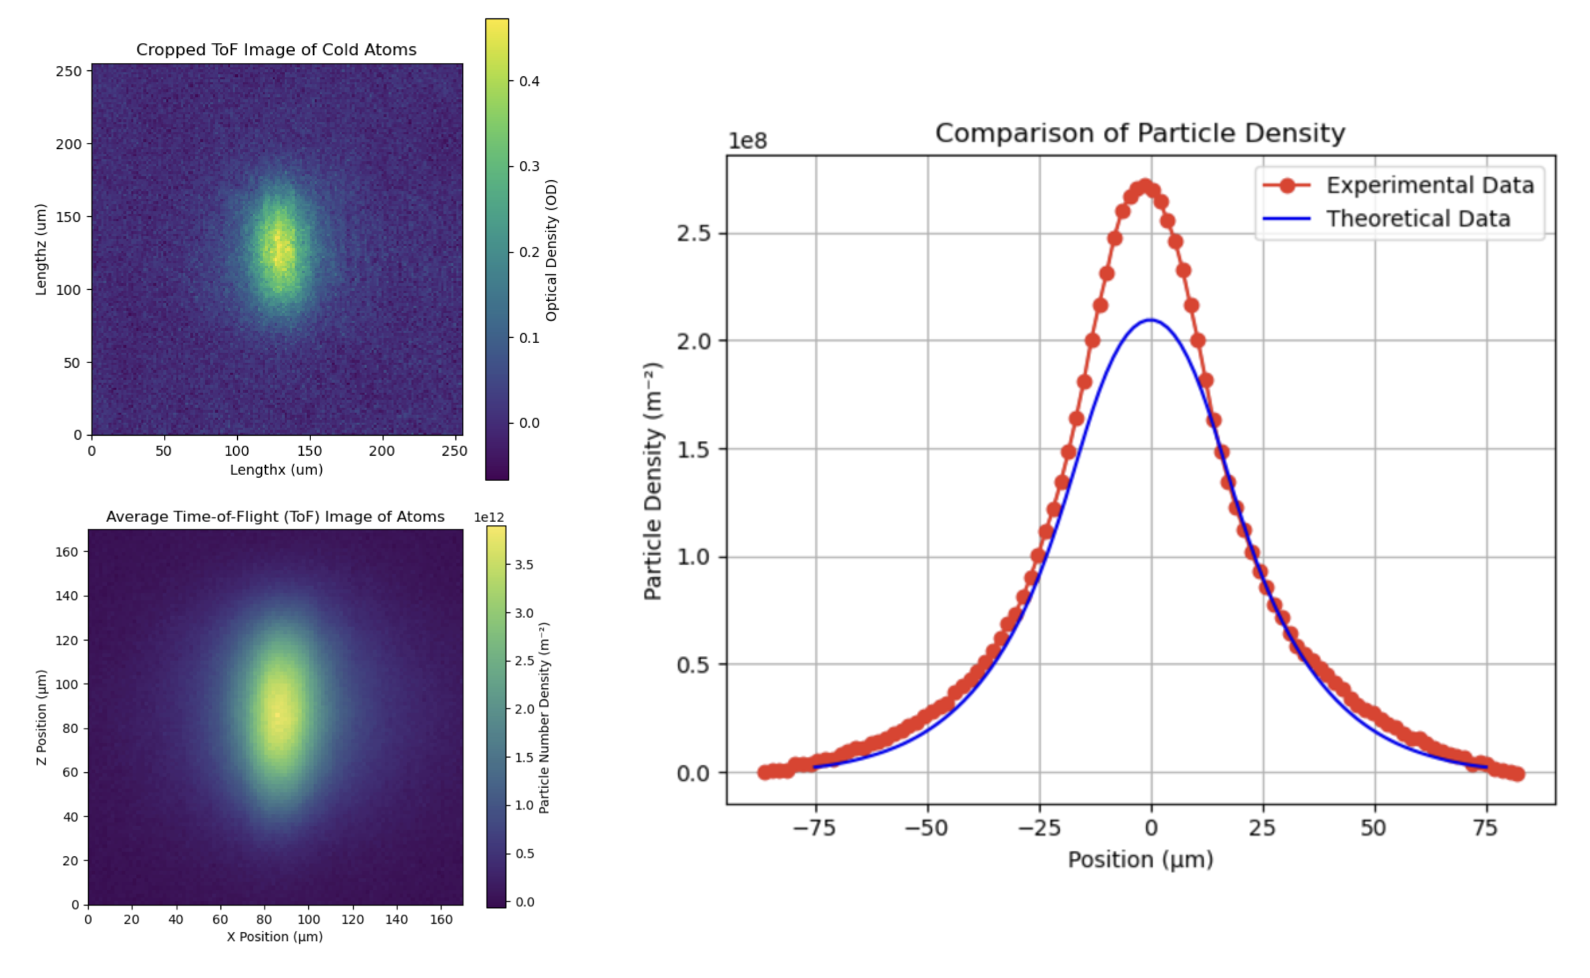 Cropped ToF Image of Cold Atoms
250
200
150
100
50
0
Lengthz (um)
0 50 100 150 200 250
Lengthx (um)
0.4
0.3
0.2
0.1
0.0
Optical Density (OD)
Average Time-of-Flight (ToF) Image of Atoms
1e12
160
140
120
100
80
60
40
20
0
Z Position (μm)
0 20 40 60 80 100 120 140 160
X Position (μm)
3.5
3.0
2.5
2.0
1.5
1.0
0.5
0.0
Particle Number Density (m⁻²)
Comparison of Particle Density
1e8
Experimental Data
Theoretical Data
2.5
2.0
1.5
1.0
0.5
0.0
Particle Density (m⁻²)
−75 −50 −25 0 25 50 75
Position (μm)